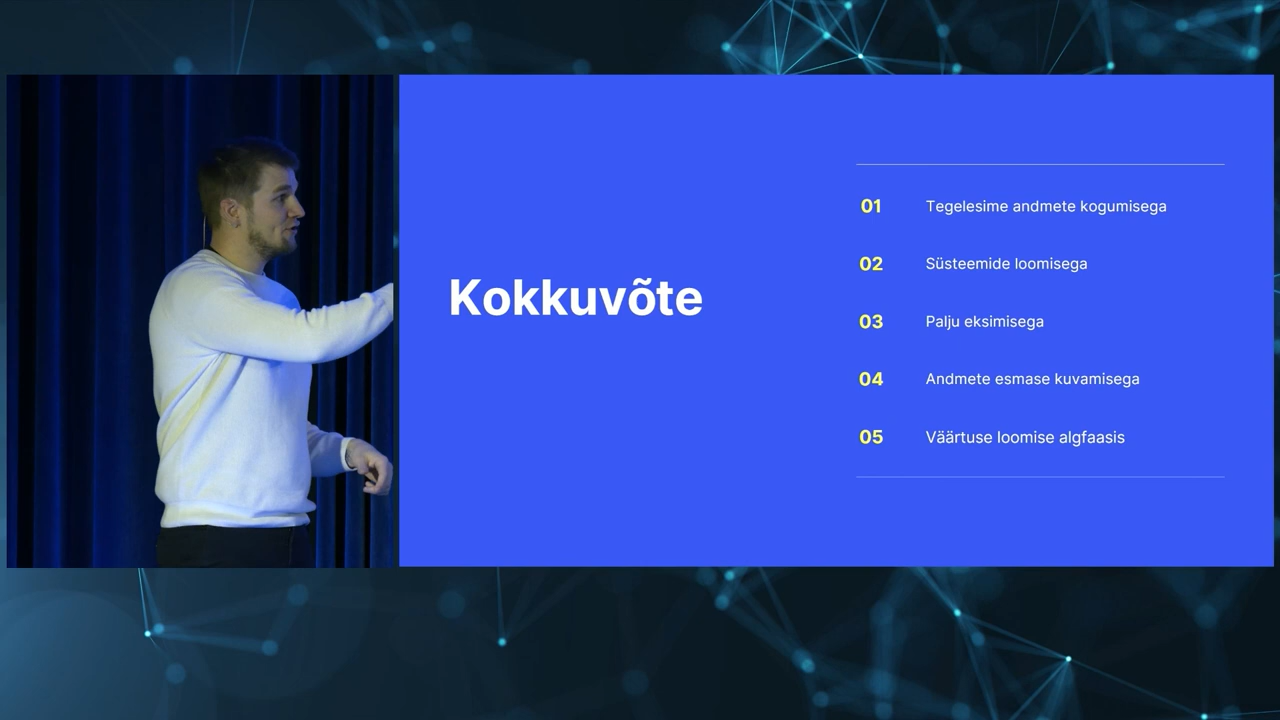 Kokkuvõte
01 Tegelesime andmete kogumisega
02 Süsteemide loomisega
03 Palju eksimisega
04 Andmete esmase kuvamisega
05 Väärtuse loomise algfaasis